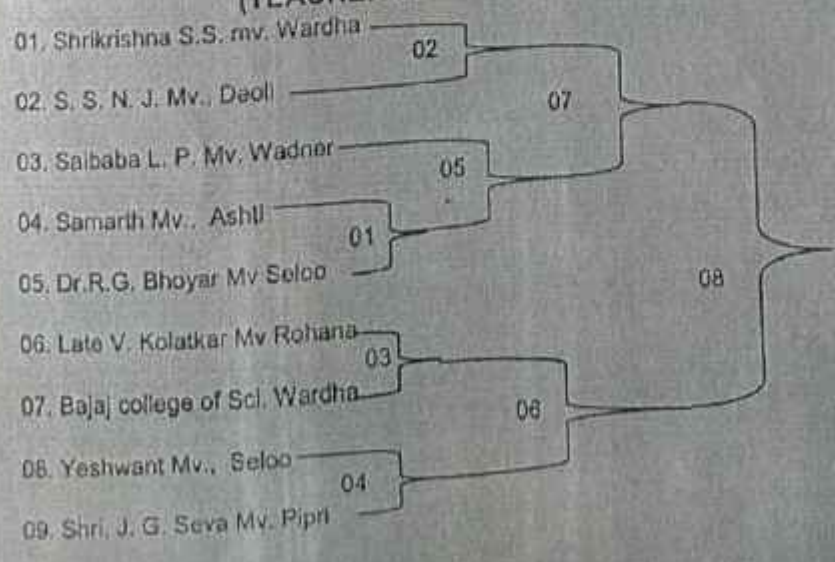 01. Shrikrishna S.S. mv. Wardha
02
02. S. S. N. J. Mv., Deoli
07
03. Saibaba L. P. Mv. Wadner
05
04. Samarth Mv., Ashti
01
05. Dr.R.G. Bhoyar Mv Seloo
08
06. Late V. Kolatkar Mv Rohana
03
07. Bajaj college of Sci. Wardha
06
08. Yeshwant Mv., Seloo
04
09. Shri. J. G. Seva Mv. Pipri